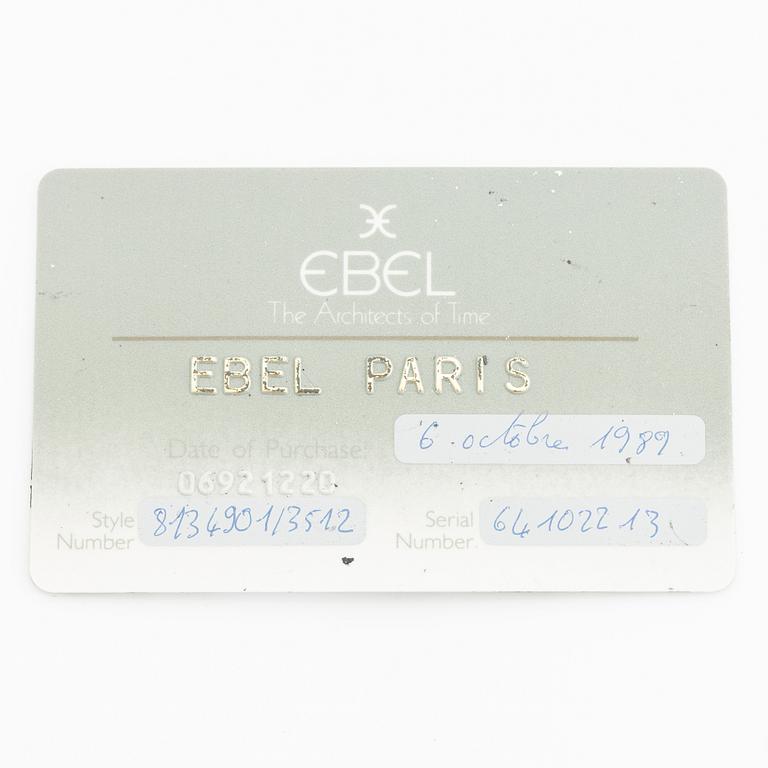 EBEL
The Architects of Time
EBEL PARIS
Date of Purchase 6 octobre 1989
06921220
Style Number 8134901/3512
Serial Number. 64102213